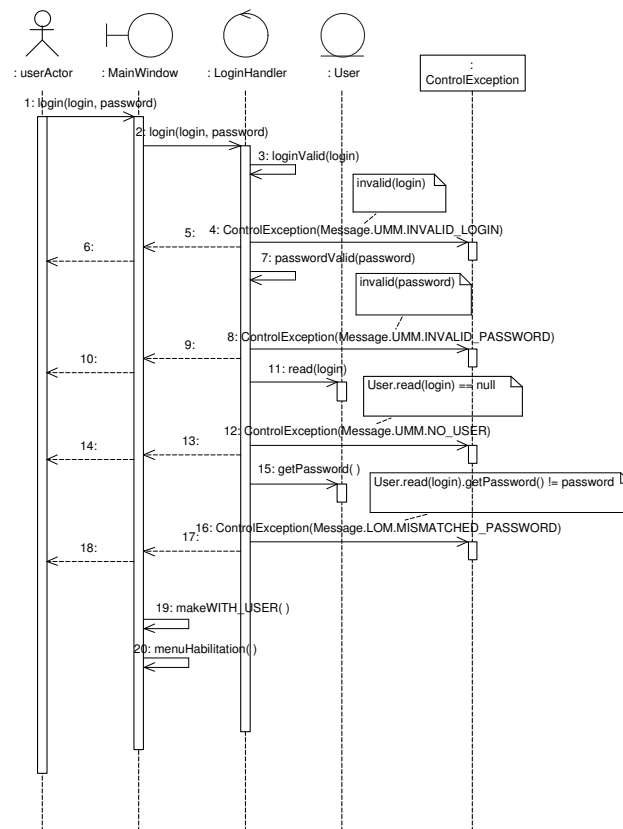 : userActor
: MainWindow
: LoginHandler
: User
:
ControlException
1: login(login, password)
2: login(login, password)
3: loginValid(login)
invalid(login)
4: ControlException(Message.UMM.INVALID_LOGIN)
5:
6:
7: passwordValid(password)
invalid(password)
8: ControlException(Message.UMM.INVALID_PASSWORD)
9:
10:
11: read(login)
User.read(login) == null
12: ControlException(Message.UMM.NO_USER)
13:
14:
15: getPassword( )
User.read(login).getPassword() != password
16: ControlException(Message.LOM.MISMATCHED_PASSWORD)
17:
18:
19: makeWITH_USER( )
20: menuHabilitation( )